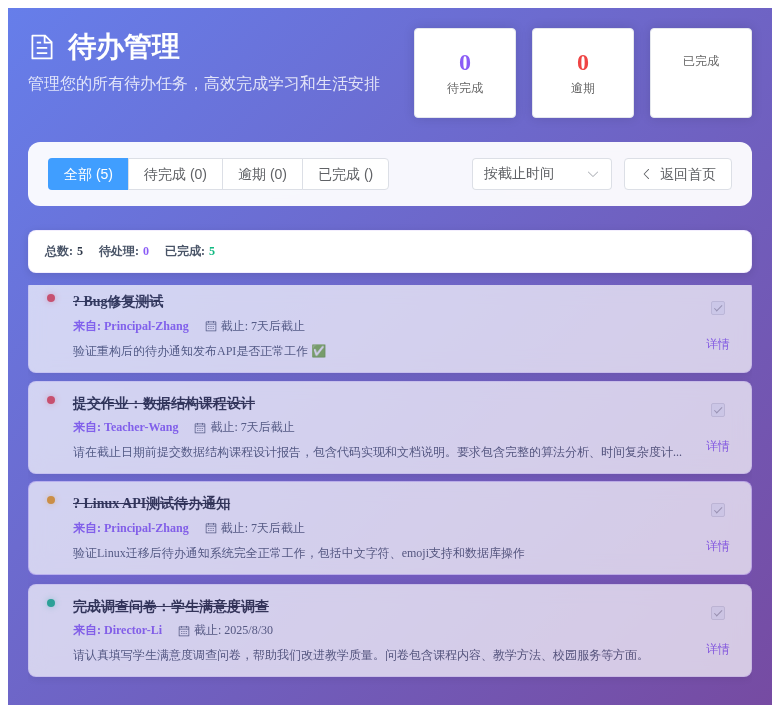 待办管理
管理您的所有待办任务，高效完成学习和生活安排
0
待完成
0
逾期
已完成
全部 (5)
待完成 (0)
逾期 (0)
已完成 ()
按截止时间
返回首页
总数: 5 待处理: 0 已完成: 5
? Bug修复测试
来自: Principal-Zhang 截止: 7天后截止
验证重构后的待办通知发布API是否正常工作 ✅
详情
提交作业：数据结构课程设计
来自: Teacher-Wang 截止: 7天后截止
请在截止日期前提交数据结构课程设计报告，包含代码实现和文档说明。要求包含完整的算法分析、时间复杂度计...
详情
? Linux API测试待办通知
来自: Principal-Zhang 截止: 7天后截止
验证Linux迁移后待办通知系统完全正常工作，包括中文字符、emoji支持和数据库操作
详情
完成调查问卷：学生满意度调查
来自: Director-Li 截止: 2025/8/30
请认真填写学生满意度调查问卷，帮助我们改进教学质量。问卷包含课程内容、教学方法、校园服务等方面。
详情